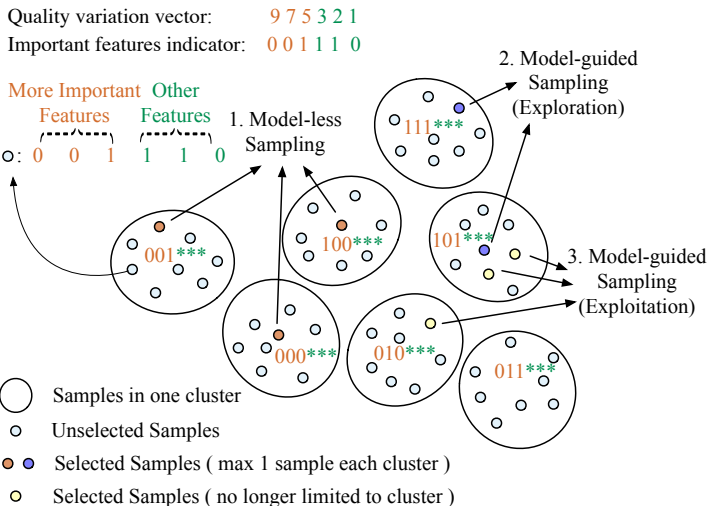 Quality variation vector: 9 7 5 3 2 1
Important features indicator: 0 0 1 1 1 0
More Important Features
Other Features
: 0 0 1 1 1 0
1. Model-less Sampling
2. Model-guided Sampling (Exploration)
3. Model-guided Sampling (Exploitation)
111***
101***
100***
001***
000***
010***
011***
Samples in one cluster
Unselected Samples
Selected Samples ( max 1 sample each cluster )
Selected Samples ( no longer limited to cluster )